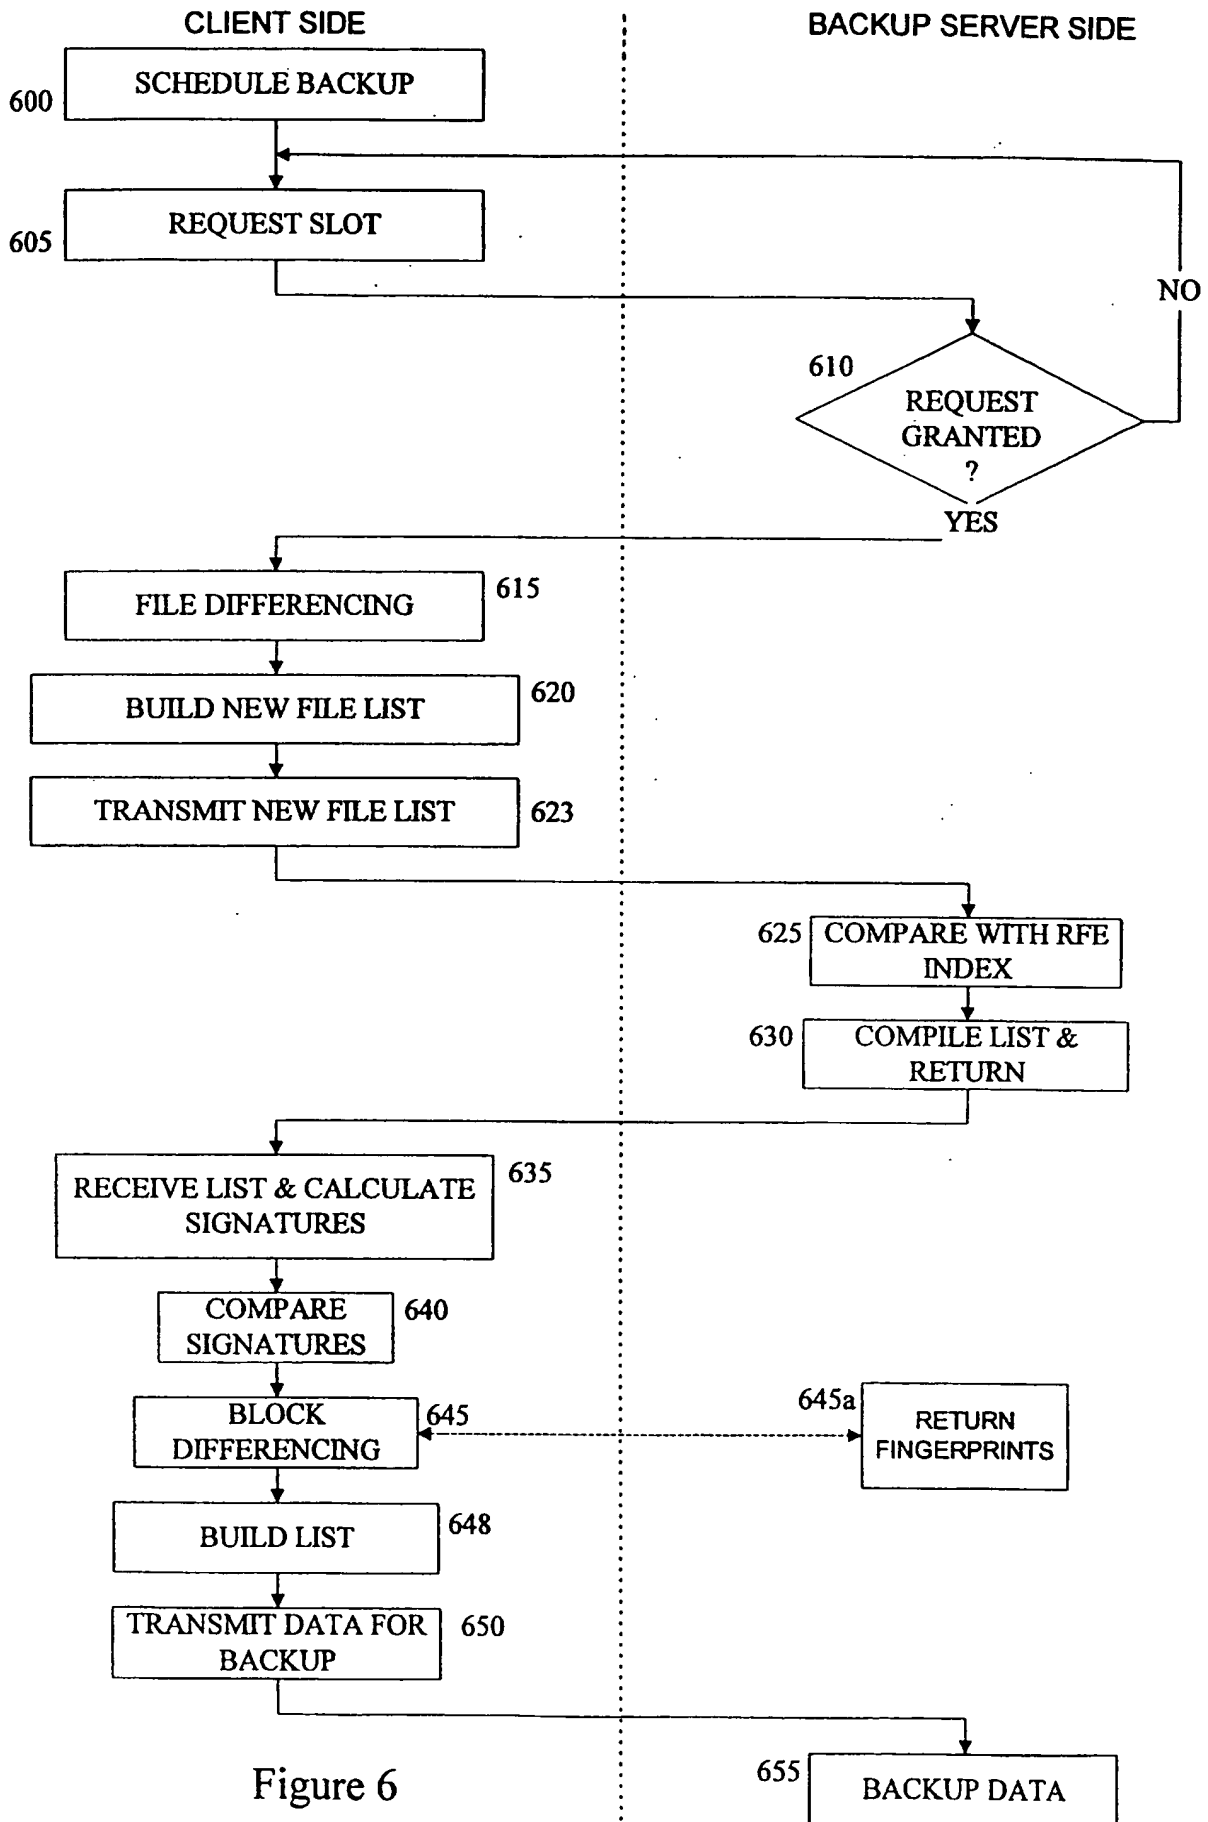 CLIENT SIDE
BACKUP SERVER SIDE
SCHEDULE BACKUP
600
REQUEST SLOT
605
NO
610
REQUEST
GRANTED
?
YES
FILE DIFFERENCING
615
BUILD NEW FILE LIST
620
TRANSMIT NEW FILE LIST
623
625
COMPARE WITH RFE
INDEX
630
COMPILE LIST &
RETURN
RECEIVE LIST & CALCULATE
SIGNATURES
635
COMPARE
SIGNATURES
640
BLOCK
DIFFERENCING
645
645a
RETURN
FINGERPRINTS
BUILD LIST
648
TRANSMIT DATA FOR
BACKUP
650
655
BACKUP DATA
Figure 6